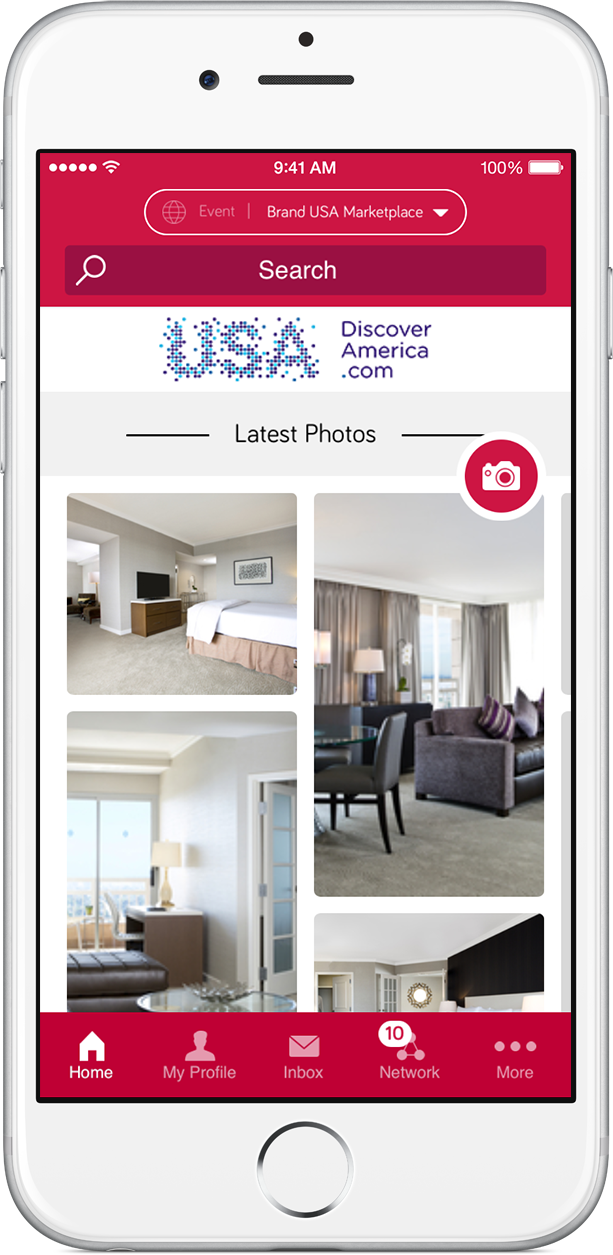 9:41 AM
100%
Event | Brand USA Marketplace
Search
USA
Discover
America
.com
Latest Photos
10
Home
My Profile
Inbox
Network
More